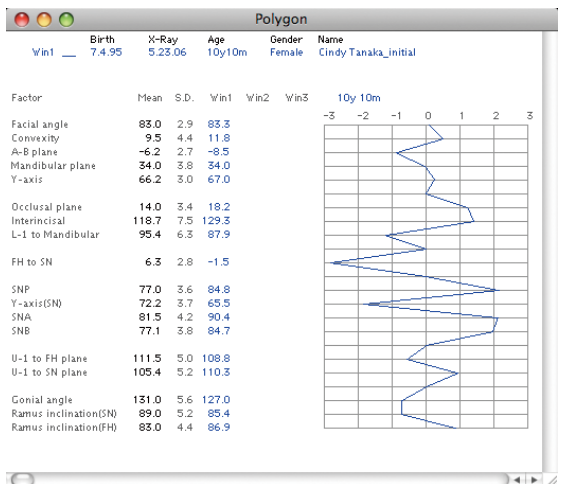 Polygon
Birth X-Ray Age Gender Name
Win1 __ 7.4.95 5.23.06 10y10m Female Cindy Tanaka_initial
Factor Mean S.D. Win1 Win2 Win3 10y 10m
-3 -2 -1 0 1 2 3
Facial angle 83.0 2.9 83.3
Convexity 9.5 4.4 11.8
A-B plane -6.2 2.7 -8.5
Mandibular plane 34.0 3.8 34.0
Y-axis 66.2 3.0 67.0
Occlusal plane 14.0 3.4 18.2
Interincisal 118.7 7.5 129.3
L-1 to Mandibular 95.4 6.3 87.9
FH to SN 6.3 2.8 -1.5
SNP 77.0 3.6 84.8
Y-axis(SN) 72.2 3.7 65.5
SNA 81.5 4.2 90.4
SNB 77.1 3.8 84.7
U-1 to FH plane 111.5 5.0 108.8
U-1 to SN plane 105.4 5.2 110.3
Gonial angle 131.0 5.6 127.0
Ramus inclination(SN) 89.0 5.2 85.4
Ramus inclination(FH) 83.0 4.4 86.9